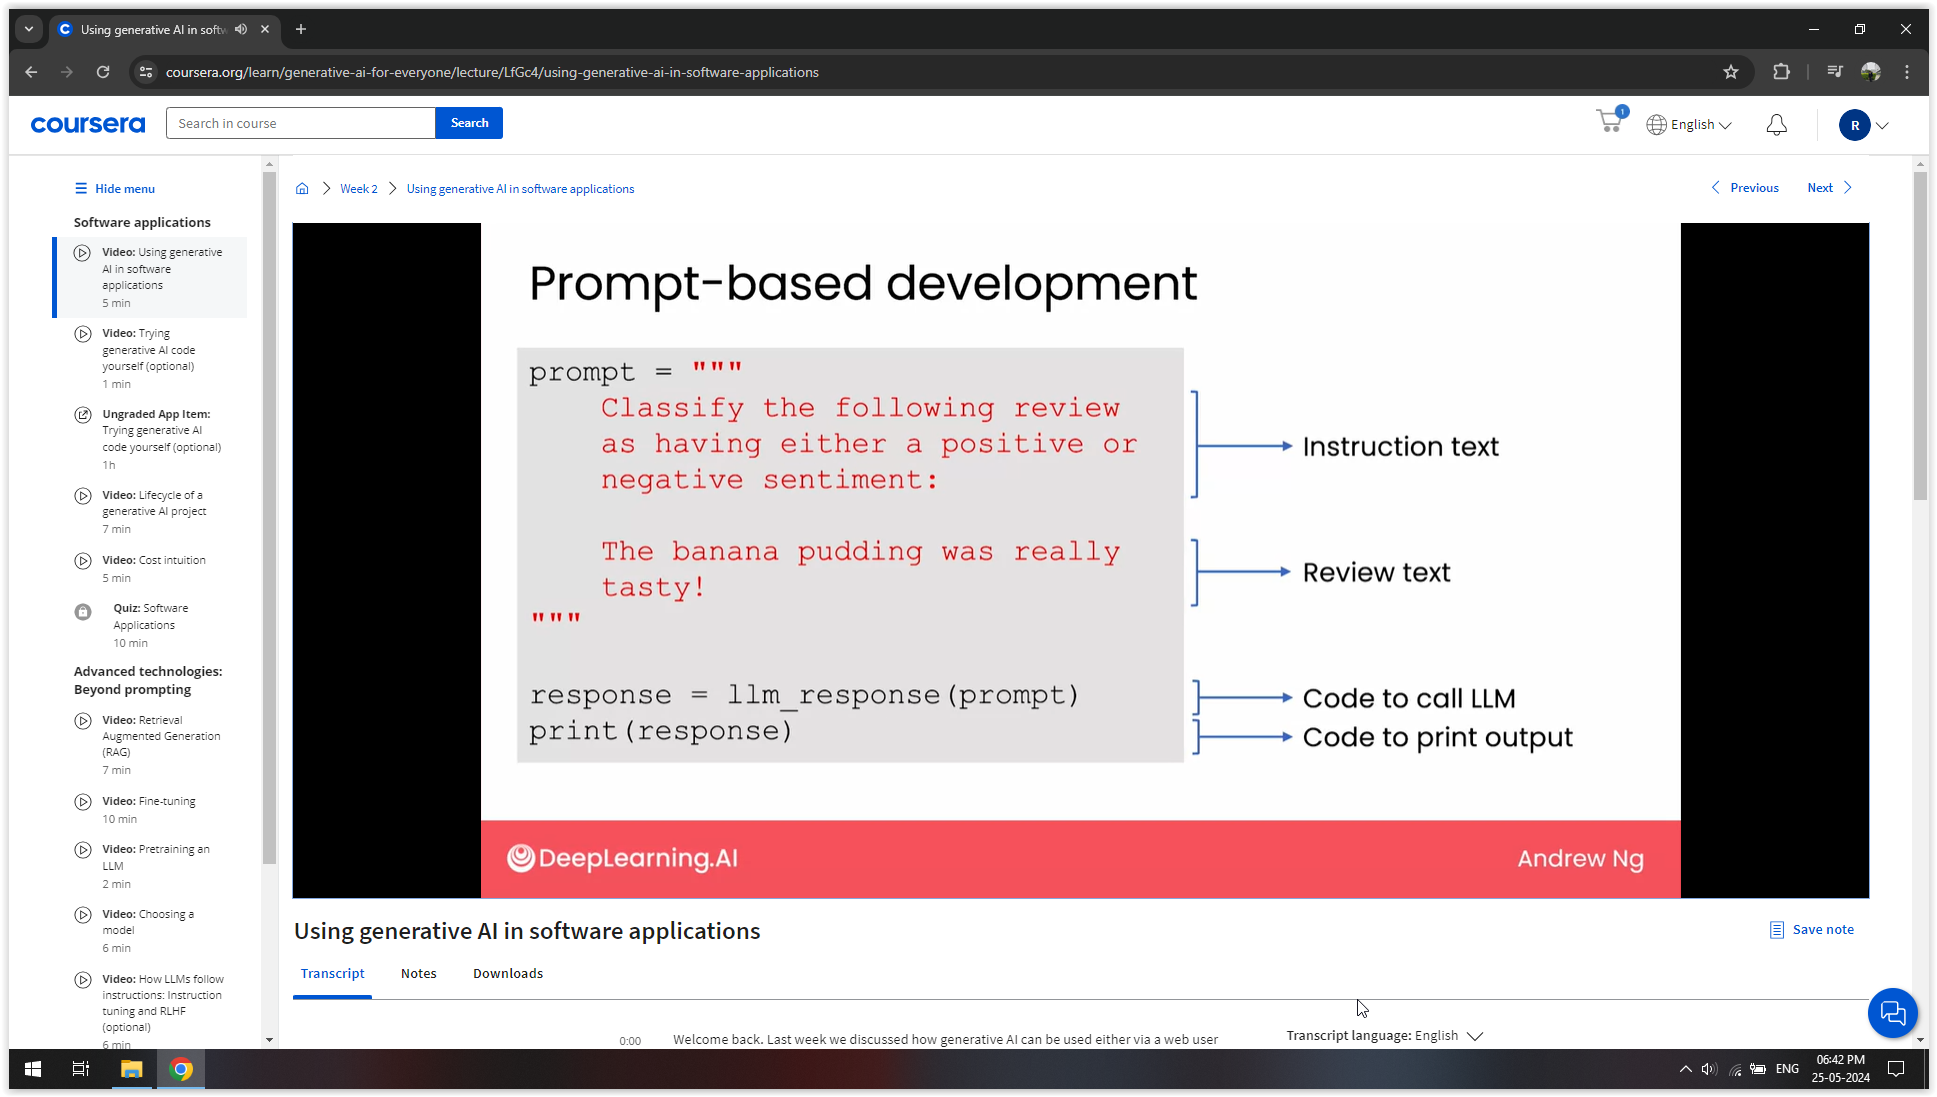 Using generative AI in softw
coursera.org/learn/generative-ai-for-everyone/lecture/LfGc4/using-generative-ai-in-software-applications
coursera
Search in course
Search
1
English
R
Hide menu
Software applications
Video: Using generative
AI in software
applications
5 min
Video: Trying
generative AI code
yourself (optional)
1 min
Ungraded App Item:
Trying generative AI
code yourself (optional)
1h
Video: Lifecycle of a
generative AI project
7 min
Video: Cost intuition
5 min
Quiz: Software
Applications
10 min
Advanced technologies:
Beyond prompting
Video: Retrieval
Augmented Generation
(RAG)
7 min
Video: Fine-tuning
10 min
Video: Pretraining an
LLM
2 min
Video: Choosing a
model
6 min
Video: How LLMs follow
instructions: Instruction
tuning and RLHF
(optional)
6 min
Week 2
Using generative AI in software applications
Previous
Next
Prompt-based development
prompt = """
Classify the following review
as having either a positive or
negative sentiment:
Instruction text
The banana pudding was really
tasty!
Review text
"""
response = llm_response(prompt)
Code to call LLM
print(response)
Code to print output
DeepLearning.AI
Andrew Ng
Using generative AI in software applications
Save note
Transcript
Notes
Downloads
0:00
Welcome back. Last week we discussed how generative AI can be used either via a web user
Transcript language: English
ENG
06:42 PM
25-05-2024